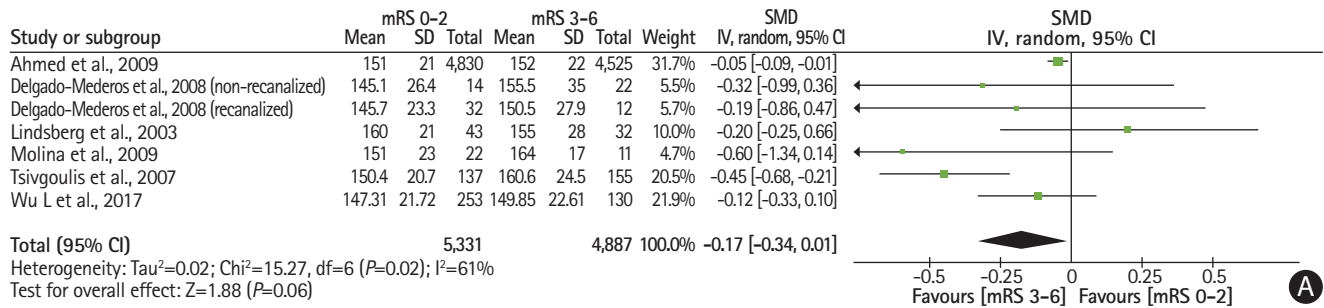 mRS 0-2 mRS 3-6 SMD SMD
Study or subgroup Mean SD Total Mean SD Total Weight IV, random, 95% CI IV, random, 95% CI
Ahmed et al., 2009 151 21 4,830 152 22 4,525 31.7% -0.05 [-0.09, -0.01]
Delgado-Mederos et al., 2008 (non-recanalized) 145.1 26.4 14 155.5 35 22 5.5% -0.32 [-0.99, 0.36]
Delgado-Mederos et al., 2008 (recanalized) 145.7 23.3 32 150.5 27.9 12 5.7% -0.19 [-0.86, 0.47]
Lindsberg et al., 2003 160 21 43 155 28 32 10.0% -0.20 [-0.25, 0.66]
Molina et al., 2009 151 23 22 164 17 11 4.7% -0.60 [-1.34, 0.14]
Tsivgoulis et al., 2007 150.4 20.7 137 160.6 24.5 155 20.5% -0.45 [-0.68, -0.21]
Wu L et al., 2017 147.31 21.72 253 149.85 22.61 130 21.9% -0.12 [-0.33, 0.10]
Total (95% CI) 5,331 4,887 100.0% -0.17 [-0.34, 0.01]
Heterogeneity: Tau²=0.02; Chi²=15.27, df=6 (P=0.02); I²=61%
Test for overall effect: Z=1.88 (P=0.06)
-0.5 -0.25 0 0.25 0.5
Favours [mRS 3-6] Favours [mRS 0-2]
A